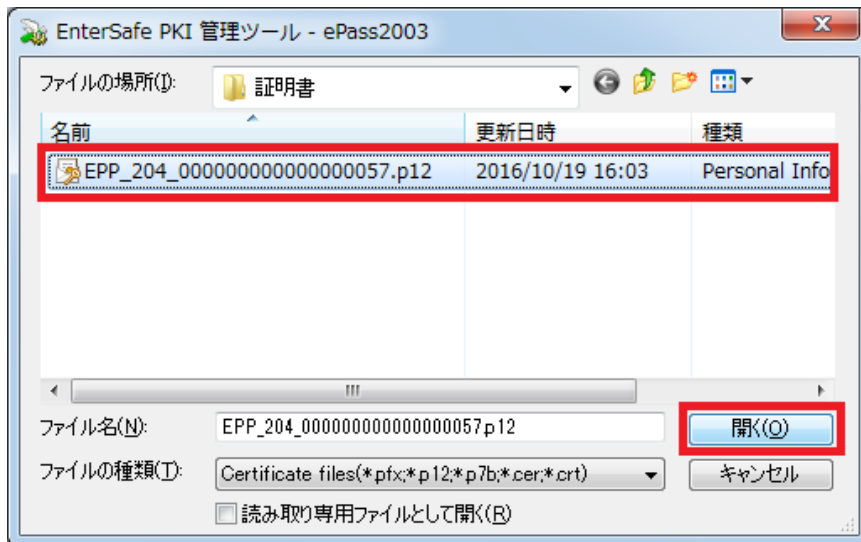 EnterSafe PKI 管理ツール - ePass2003
ファイルの場所(I):
証明書
名前 更新日時 種類
EPP_204_000000000000000057.p12 2016/10/19 16:03 Personal Info
ファイル名(N): EPP_204_000000000000000057.p12 開く(O)
ファイルの種類(T): Certificate files(*.pfx;*.p12;*.p7b;*.cer;*.crt) キャンセル
読み取り専用ファイルとして開く(R)